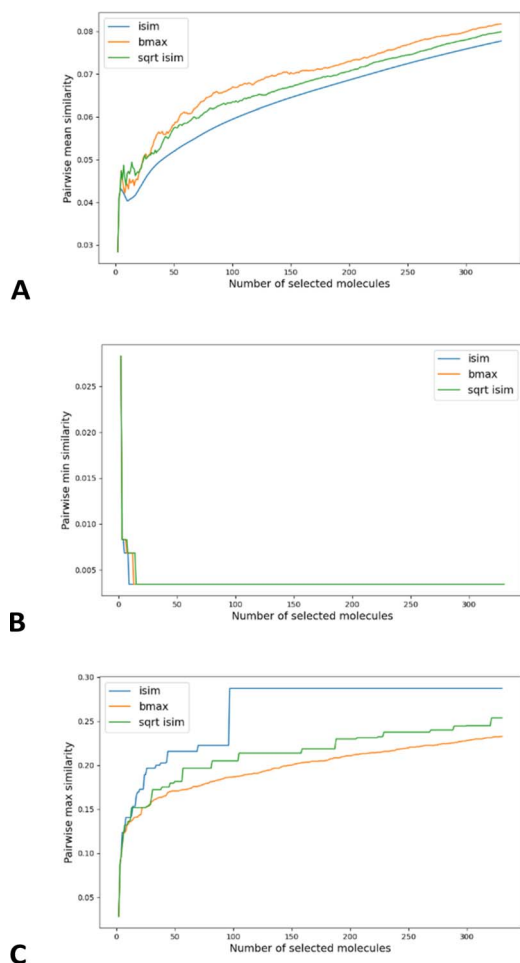 isim
bmax
sqrt isim
Pairwise mean similarity
0.08
0.07
0.06
0.05
0.04
0.03
0
50
100
150
200
250
300
Number of selected molecules
A
isim
bmax
sqrt isim
Pairwise min similarity
0.025
0.020
0.015
0.010
0.005
0
50
100
150
200
250
300
Number of selected molecules
B
isim
bmax
sqrt isim
Pairwise max similarity
0.30
0.25
0.20
0.15
0.10
0.05
0
50
100
150
200
250
300
Number of selected molecules
C